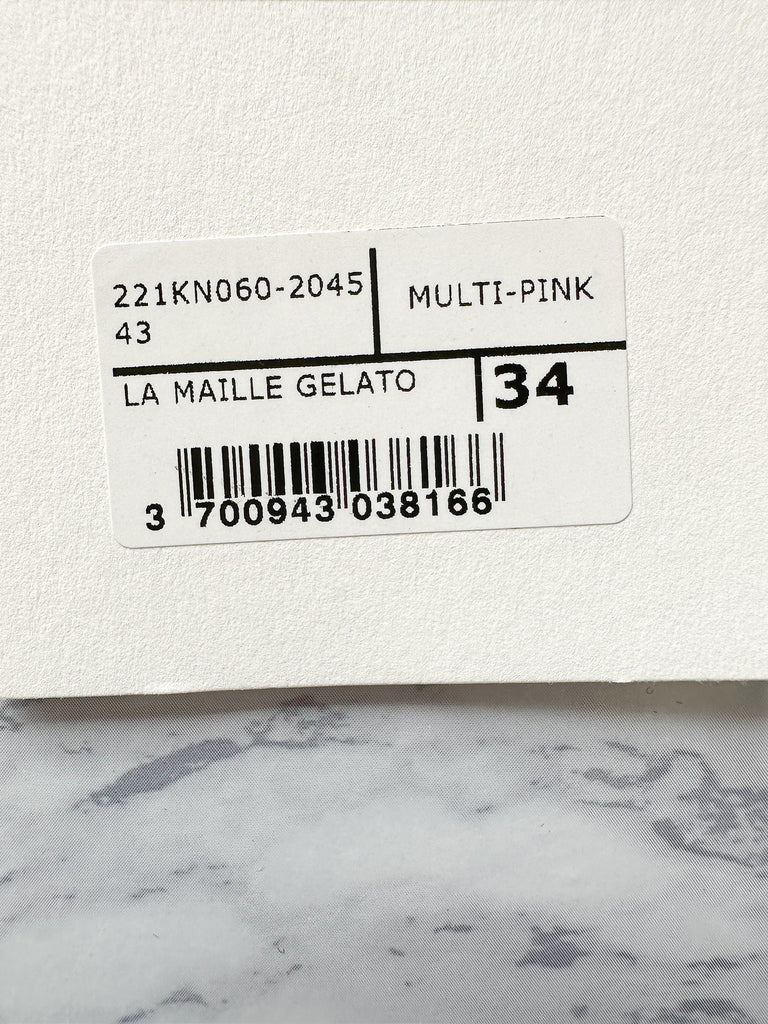 221KN060-2045
43
MULTI-PINK
LA MAILLE GELATO
34
3 700943 038166